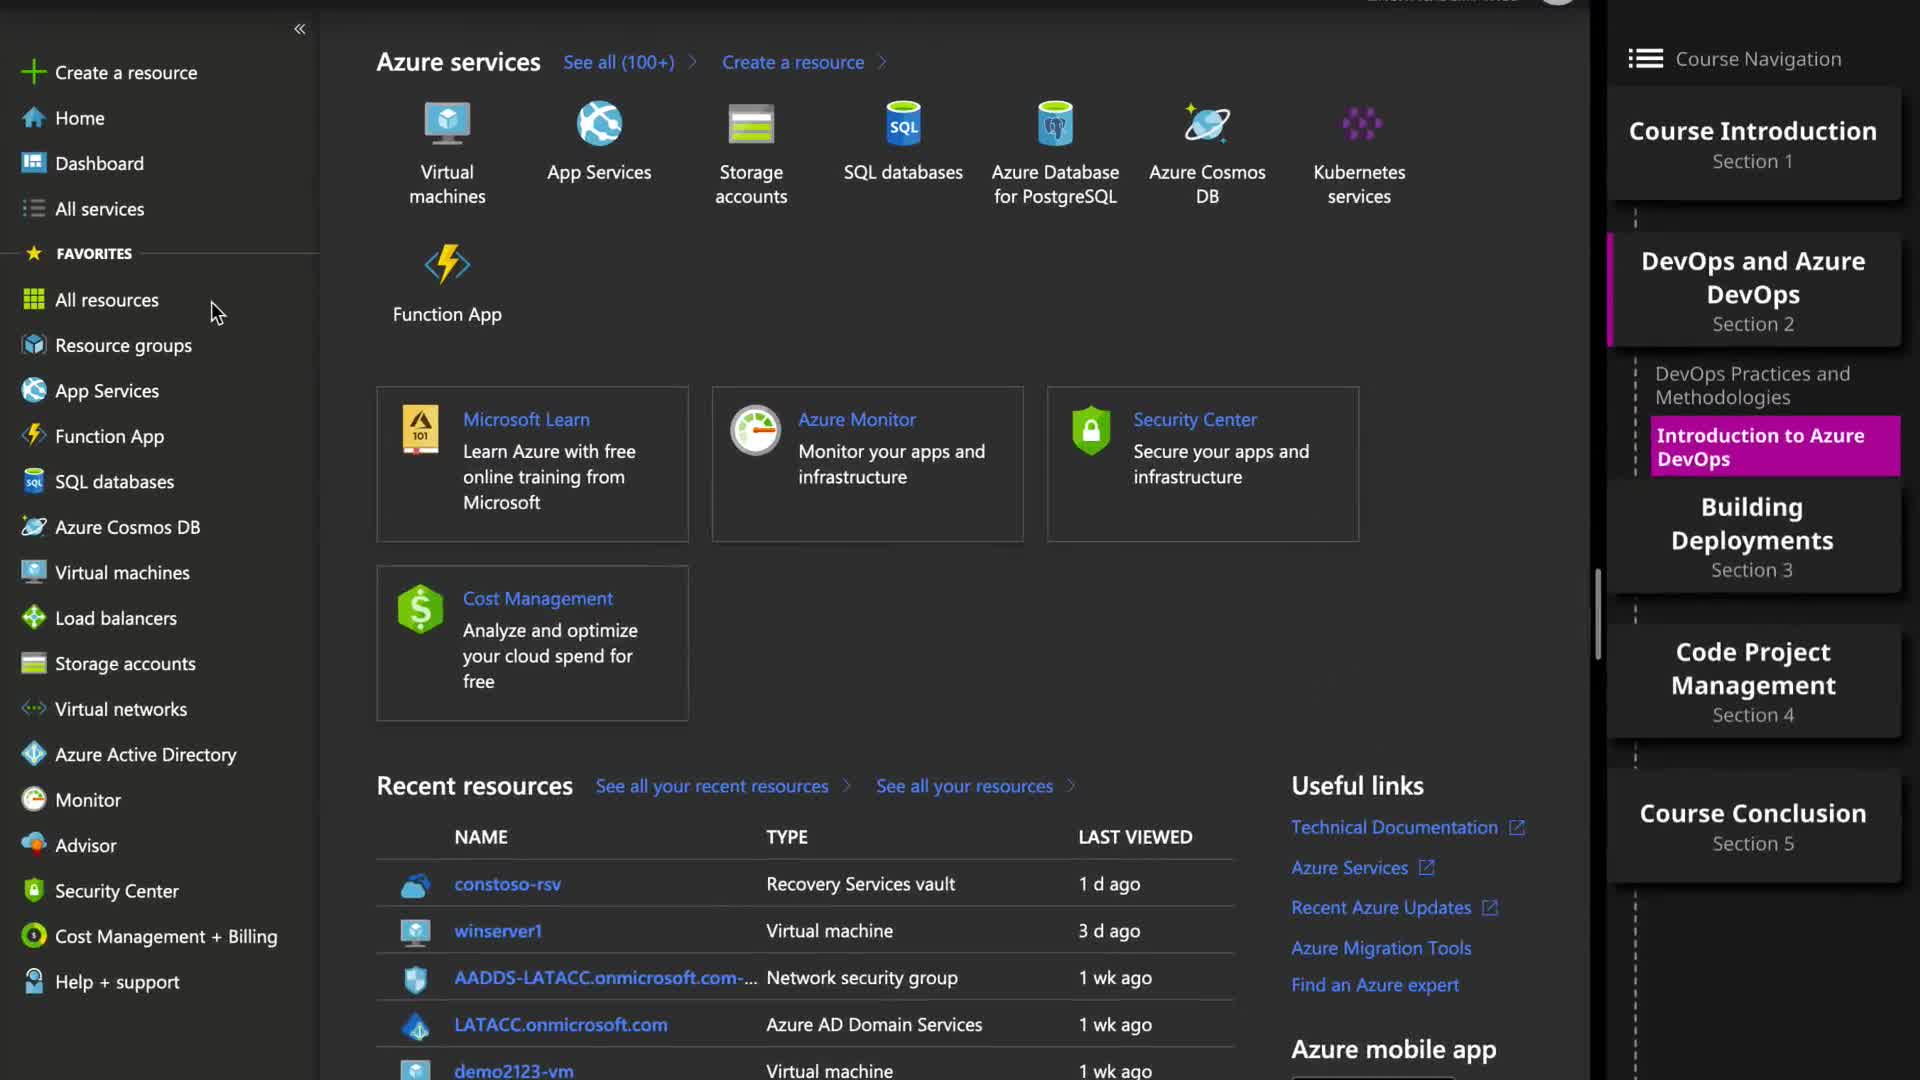 Create a resource
Home
Dashboard
All services
FAVORITES
All resources
Resource groups
App Services
Function App
SQL databases
Azure Cosmos DB
Virtual machines
Load balancers
Storage accounts
Virtual networks
Azure Active Directory
Monitor
Advisor
Security Center
Cost Management + Billing
Help + support
Azure services
See all (100+)
Create a resource
Virtual
machines
App Services
Storage
accounts
SQL
SQL databases
Azure Database
for PostgreSQL
Azure Cosmos
DB
Kubernetes
services
Function App
101
Microsoft Learn
Learn Azure with free
online training from
Microsoft
Azure Monitor
Monitor your apps and
infrastructure
Security Center
Secure your apps and
infrastructure
Cost Management
Analyze and optimize
your cloud spend for
free
Recent resources
See all your recent resources
See all your resources
NAME TYPE LAST VIEWED
constoso-rsv Recovery Services vault 1 d ago
winserver1 Virtual machine 3 d ago
AADDS-LATACC.onmicrosoft.com-... Network security group 1 wk ago
LATACC.onmicrosoft.com Azure AD Domain Services 1 wk ago
demo2123-vm Virtual machine 1 wk ago
Useful links
Technical Documentation
Azure Services
Recent Azure Updates
Azure Migration Tools
Find an Azure expert
Azure mobile app
Course Navigation
Course Introduction
Section 1
DevOps and Azure
DevOps
Section 2
DevOps Practices and
Methodologies
Introduction to Azure
DevOps
Building
Deployments
Section 3
Code Project
Management
Section 4
Course Conclusion
Section 5